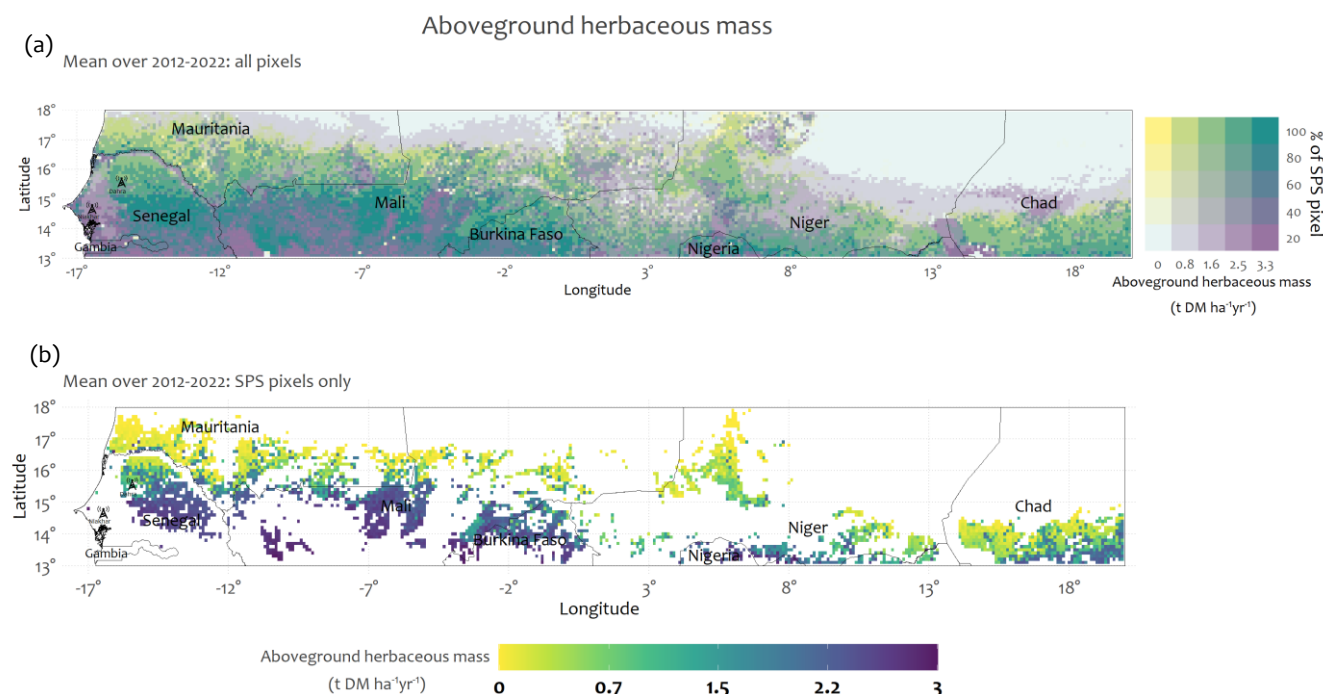 Aboveground herbaceous mass
(a)
Mean over 2012-2022: all pixels
18°
17°
16°
15°
14°
13°
Latitude
Mauritania
Dahra
Senegal
Gambia
Mali
Burkina Faso
Niger
Nigeria
Chad
-17°
-12°
-7°
-2°
3°
8°
13°
18°
Longitude
100
80
60
40
20
% of SPS pixel
0 0.8 1.6 2.5 3.3
Aboveground herbaceous mass
(t DM ha⁻¹yr⁻¹)
(b)
Mean over 2012-2022: SPS pixels only
18°
17°
16°
15°
14°
13°
Latitude
Mauritania
Dahra
Niakhar
Senegal
Gambia
Mali
Burkina Faso
Niger
Nigeria
Chad
-17°
-12°
-7°
-2°
3°
8°
13°
18°
Longitude
Aboveground herbaceous mass
(t DM ha⁻¹yr⁻¹)
0 0.7 1.5 2.2 3